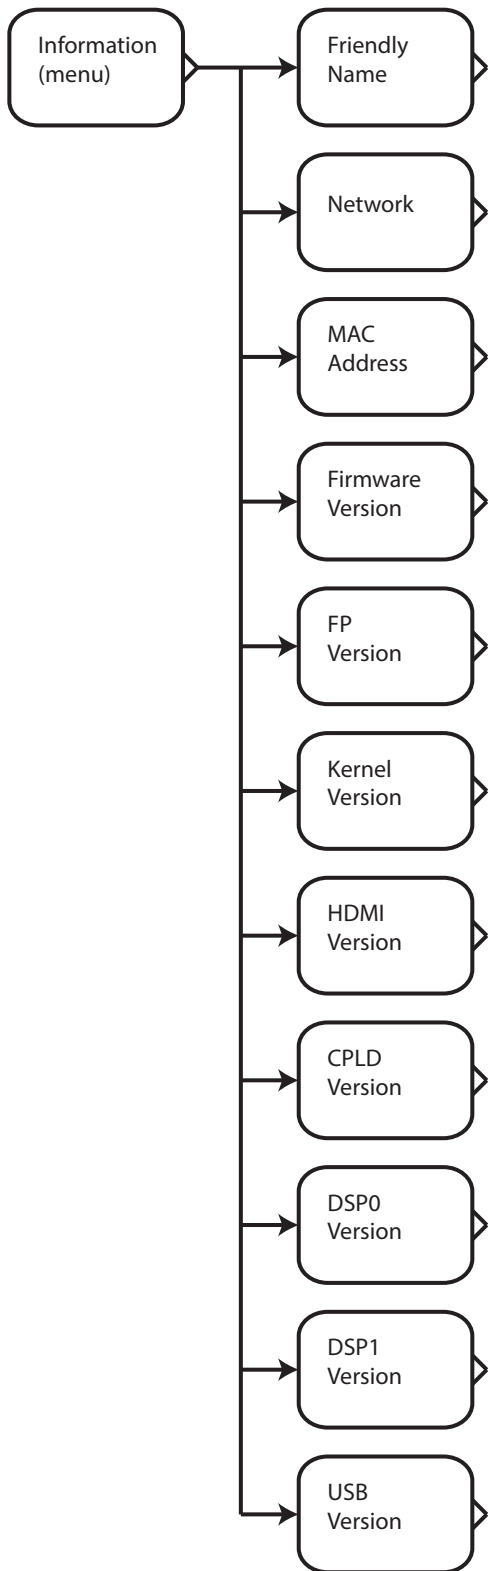 Information
(menu)
Friendly
Name
Network
MAC
Address
Firmware
Version
FP
Version
Kernel
Version
HDMI
Version
CPLD
Version
DSP0
Version
DSP1
Version
USB
Version